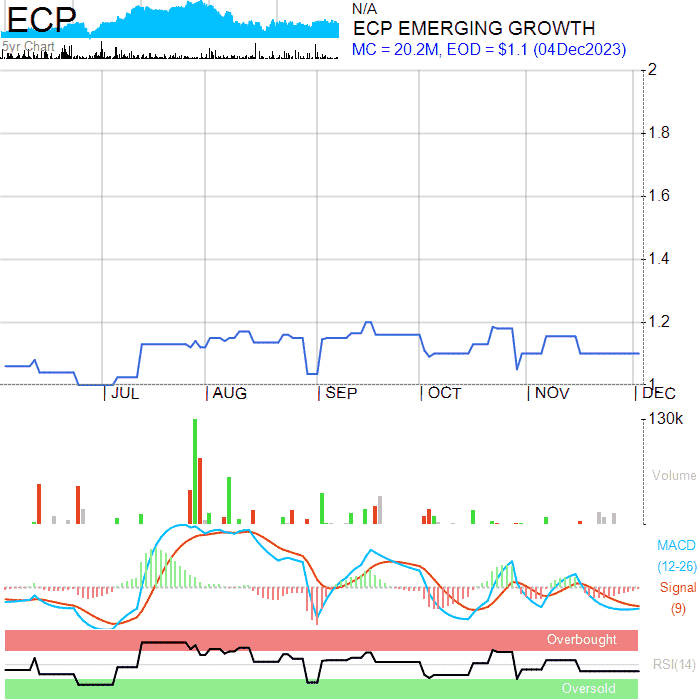 ECP
5yr Chart
N/A
ECP EMERGING GROWTH
MC = 20.2M, EOD = $1.1 (04Dec2023)
2
1.8
1.6
1.4
1.2
1
JUL AUG SEP OCT NOV DEC
130k
Volume
MACD
(12-26)
Signal
(9)
Overbought
RSI(14)
Oversold